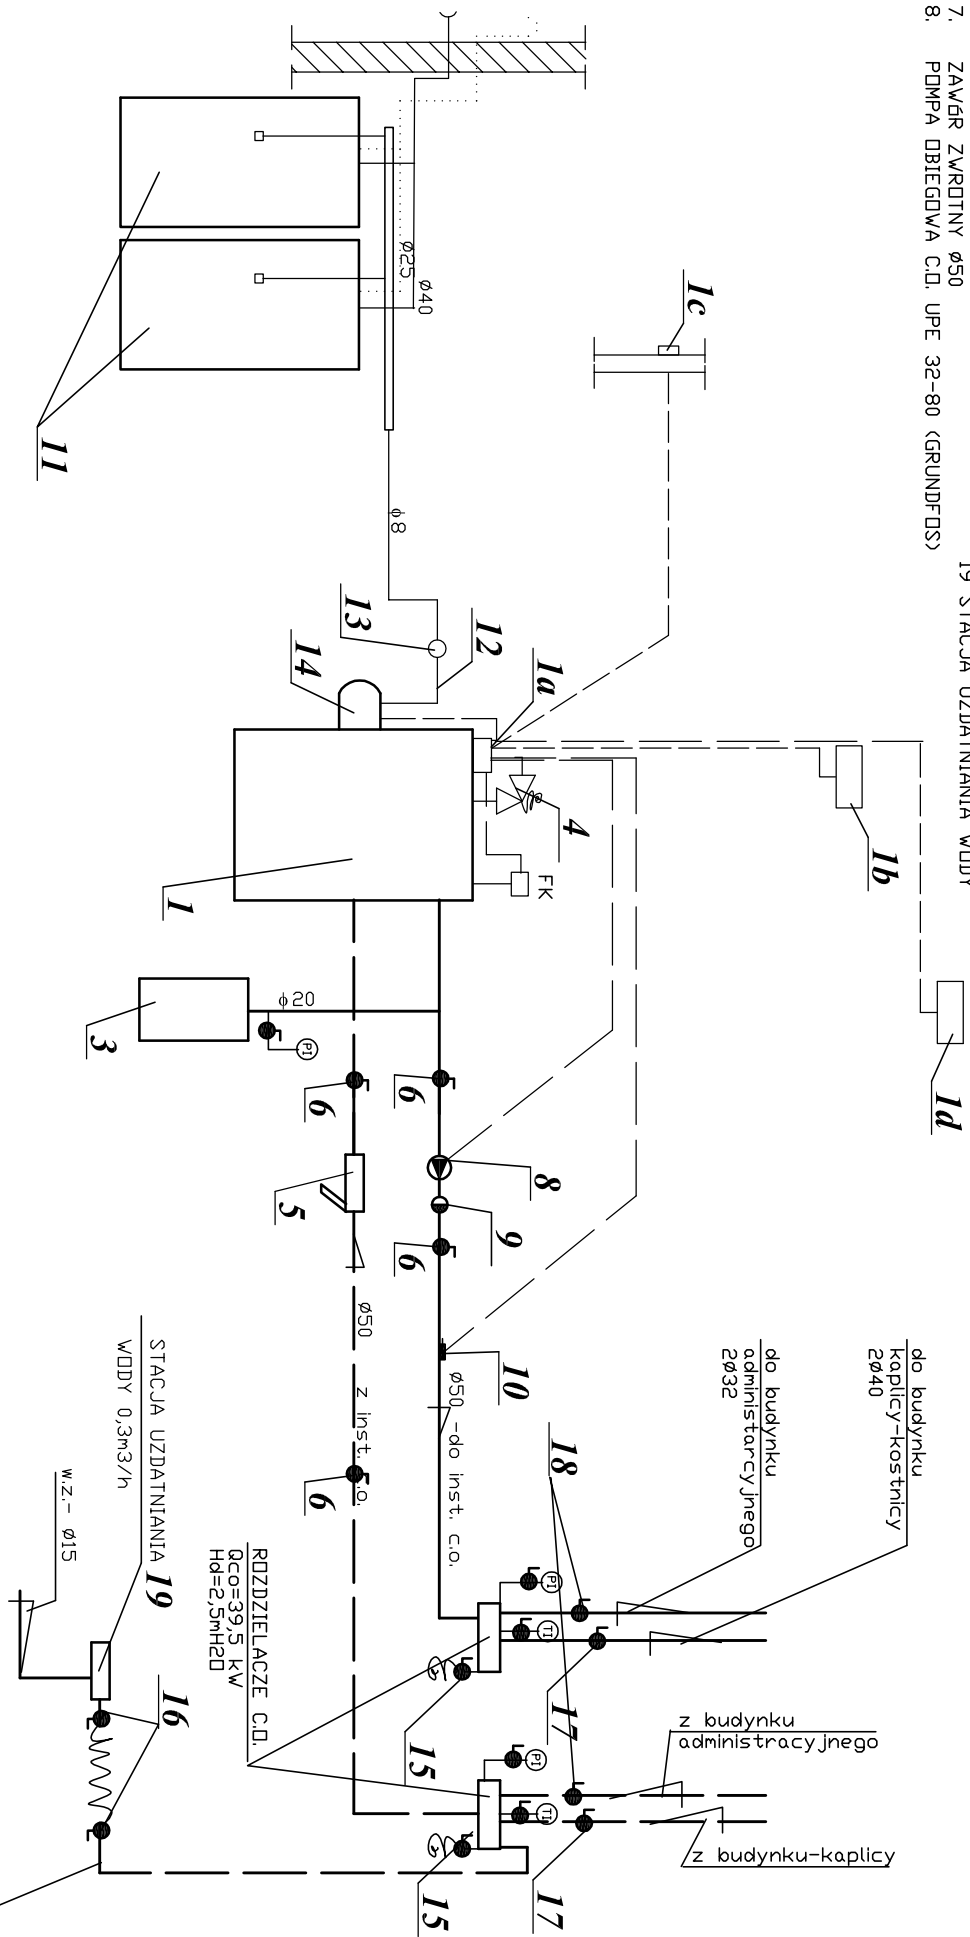 7. ZAWÓR ZWROTNY ø50
8. POMPA OBIEGOWA C.O. UPE 32-80 (GRUNDFOS)
19 STACJA UZDATNIANIA WODY
1c
1b
1d
11
ø25
ø40
ϕ8
13
12
14
1a
4
FK
1
3
ϕ20
PI
6
6
5
8
9
6
10
ø50
z inst. c.o.
6
ø50 -do inst. c.o.
do budynku
kaplicy-kostnicy
2ø40
do budynku
administarcyjnego
2ø32
18
17
PI
TI
15
z budynku
administracyjnego
z budynku-kaplicy
PI
TI
15
17
ROZDZIELACZE C.O.
Qco=39,5 kW
Hd=2,5mH2O
STACJA UZDATNIANIA
WODY 0,3m3/h
19
w.z.- ø15
16